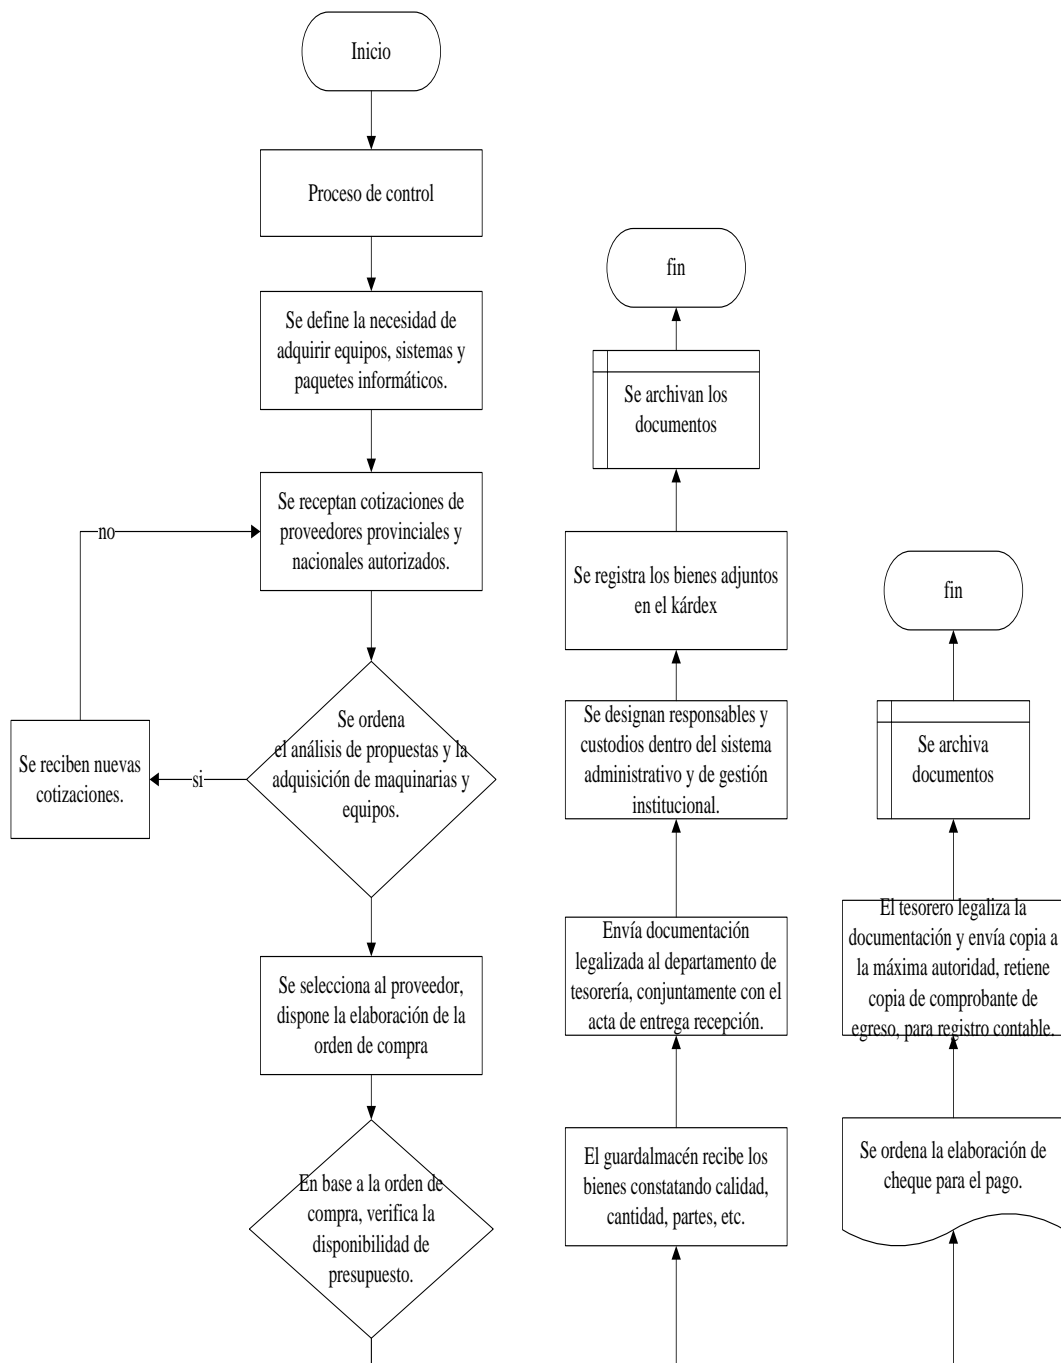 Inicio
Proceso de control
Se define la necesidad de
adquirir equipos, sistemas y
paquetes informáticos.
Se receptan cotizaciones de
proveedores provinciales y
nacionales autorizados.
no
Se ordena
el análisis de propuestas y la
adquisición de maquinarias y
equipos.
si
Se reciben nuevas
cotizaciones.
Se selecciona al proveedor,
dispone la elaboración de la
orden de compra
En base a la orden de
compra, verifica la
disponibilidad de
presupuesto.
fin
Se archivan los
documentos
Se registra los bienes adjuntos
en el kárdex
Se designan responsables y
custodios dentro del sistema
administrativo y de gestión
institucional.
Envía documentación
legalizada al departamento de
tesorería, conjuntamente con el
acta de entrega recepción.
El guardalmacén recibe los
bienes constatando calidad,
cantidad, partes, etc.
fin
Se archiva
documentos
El tesorero legaliza la
documentación y envía copia a
la máxima autoridad, retiene
copia de comprobante de
egreso, para registro contable.
Se ordena la elaboración de
cheque para el pago.